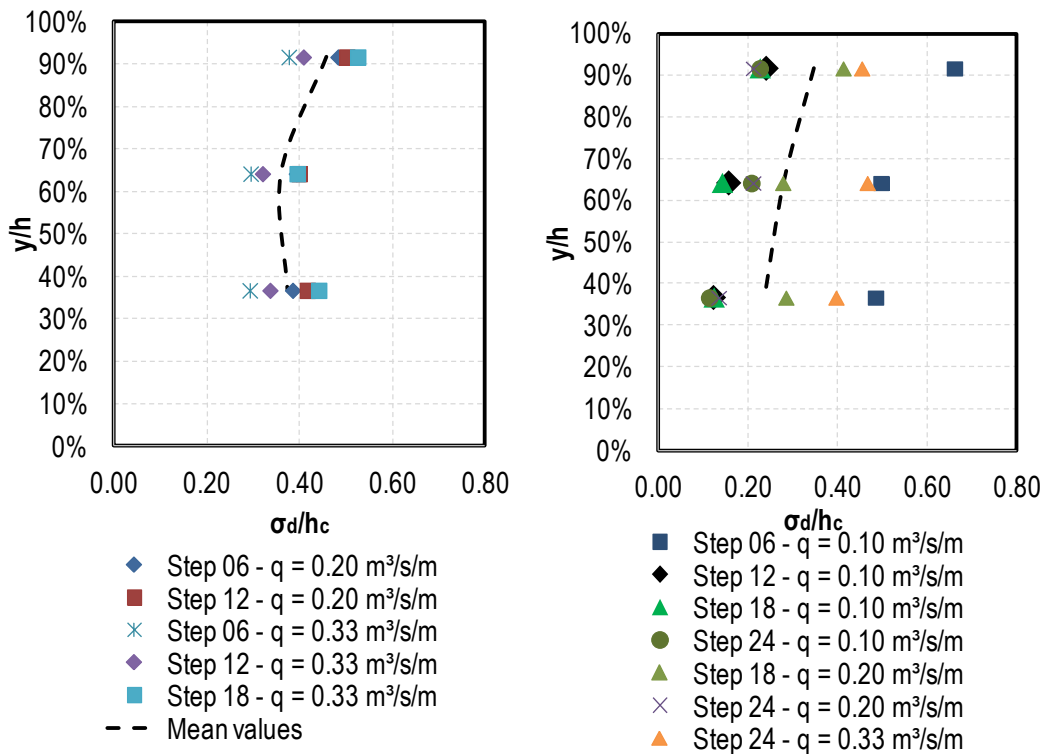 100%
90%
80%
70%
60%
50%
40%
30%
20%
10%
0%
y/h
0.00 0.20 0.40 0.60 0.80
σd/hc
Step 06 - q = 0.20 m³/s/m
Step 12 - q = 0.20 m³/s/m
Step 06 - q = 0.33 m³/s/m
Step 12 - q = 0.33 m³/s/m
Step 18 - q = 0.33 m³/s/m
Mean values
100%
90%
80%
70%
60%
50%
40%
30%
20%
10%
0%
y/h
0.00 0.20 0.40 0.60 0.80
σd/hc
Step 06 - q = 0.10 m³/s/m
Step 12 - q = 0.10 m³/s/m
Step 18 - q = 0.10 m³/s/m
Step 24 - q = 0.10 m³/s/m
Step 18 - q = 0.20 m³/s/m
Step 24 - q = 0.20 m³/s/m
Step 24 - q = 0.33 m³/s/m